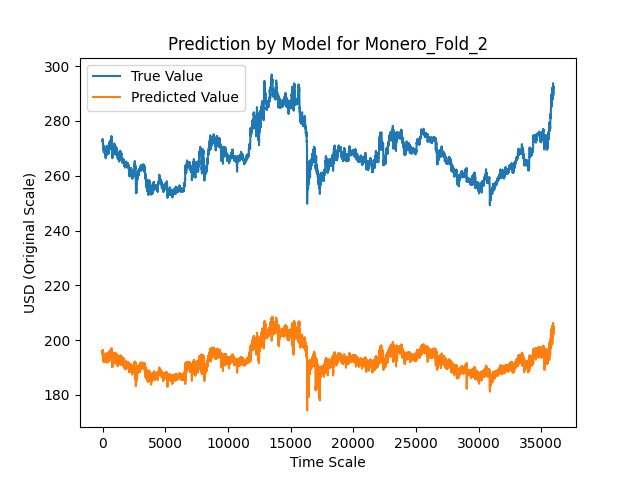 Prediction by Model for Monero_Fold_2
True Value
Predicted Value
USD (Original Scale)
300
280
260
240
220
200
180
0 5000 10000 15000 20000 25000 30000 35000
Time Scale